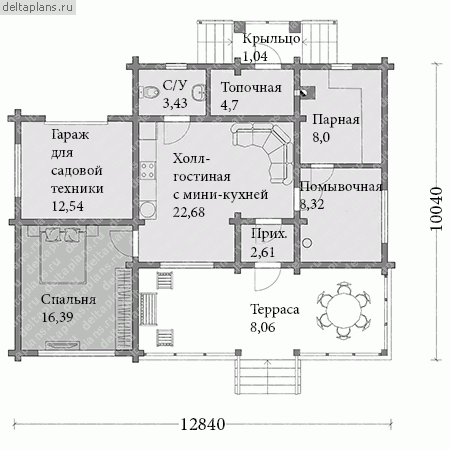 deltaplans.ru
Крыльцо
1,04
С/У
3,43
Топочная
4,7
Парная
8,0
Гараж
для
садовой
техники
12,54
Холл-
гостиная
с мини-кухней
22,68
Помывочная
8,32
Прих.
2,61
Спальня
16,39
Терраса
8,06
10040
12840